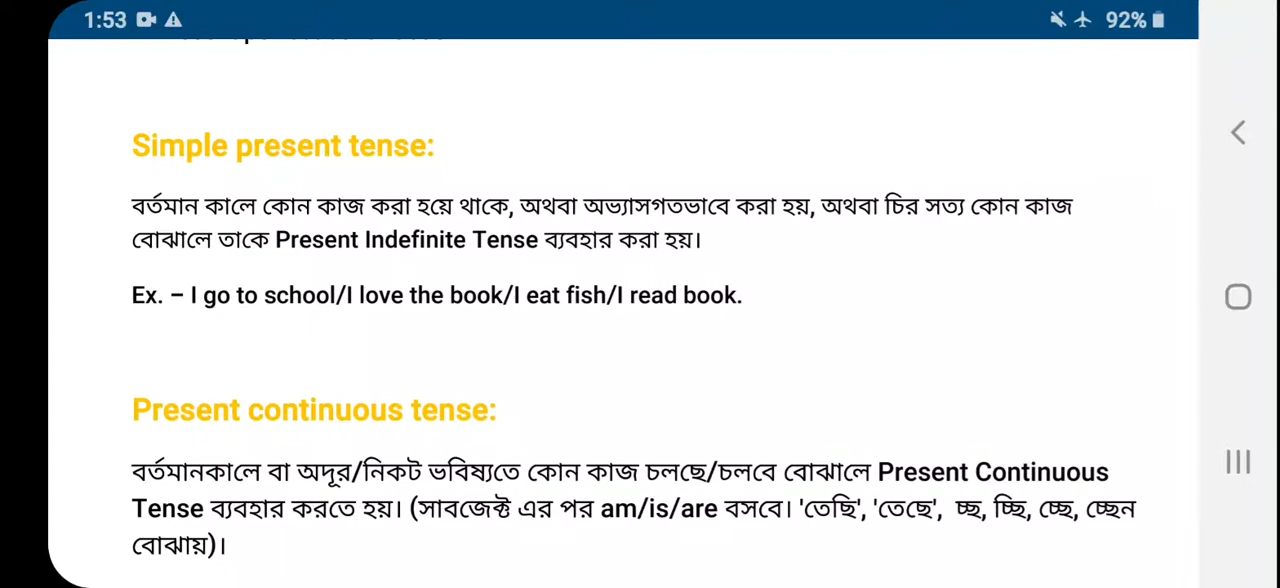 1:53
92%
Simple present tense:
বর্তমান কালে কোন কাজ করা হয়ে থাকে, অথবা অভ্যাসগতভাবে করা হয়, অথবা চির সত্য কোন কাজ
বোঝালে তাকে Present Indefinite Tense ব্যবহার করা হয়।
Ex. – I go to school/I love the book/I eat fish/I read book.
Present continuous tense:
বর্তমানকালে বা অদূর/নিকট ভবিষ্যতে কোন কাজ চলছে/চলবে বোঝালে Present Continuous
Tense ব্যবহার করতে হয়। (সাবজেক্ট এর পর am/is/are বসবে। 'তেছি', 'তেছে', চ্ছ, চ্ছি, চ্ছে, চ্ছেন
বোঝায়)।